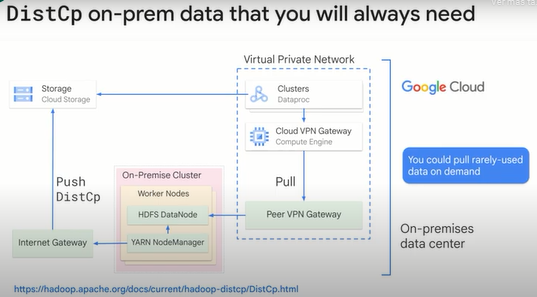 DistCp on-prem data that you will always need
Virtual Private Network
Storage
Cloud Storage
Clusters
Dataproc
Google Cloud
Cloud VPN Gateway
Compute Engine
You could pull rarely-used
data on demand
Push
DistCp
On-Premise Cluster
Worker Nodes
HDFS DataNode
YARN NodeManager
Pull
Peer VPN Gateway
On-premises
data center
Internet Gateway
https://hadoop.apache.org/docs/current/hadoop-distcp/DistCp.html